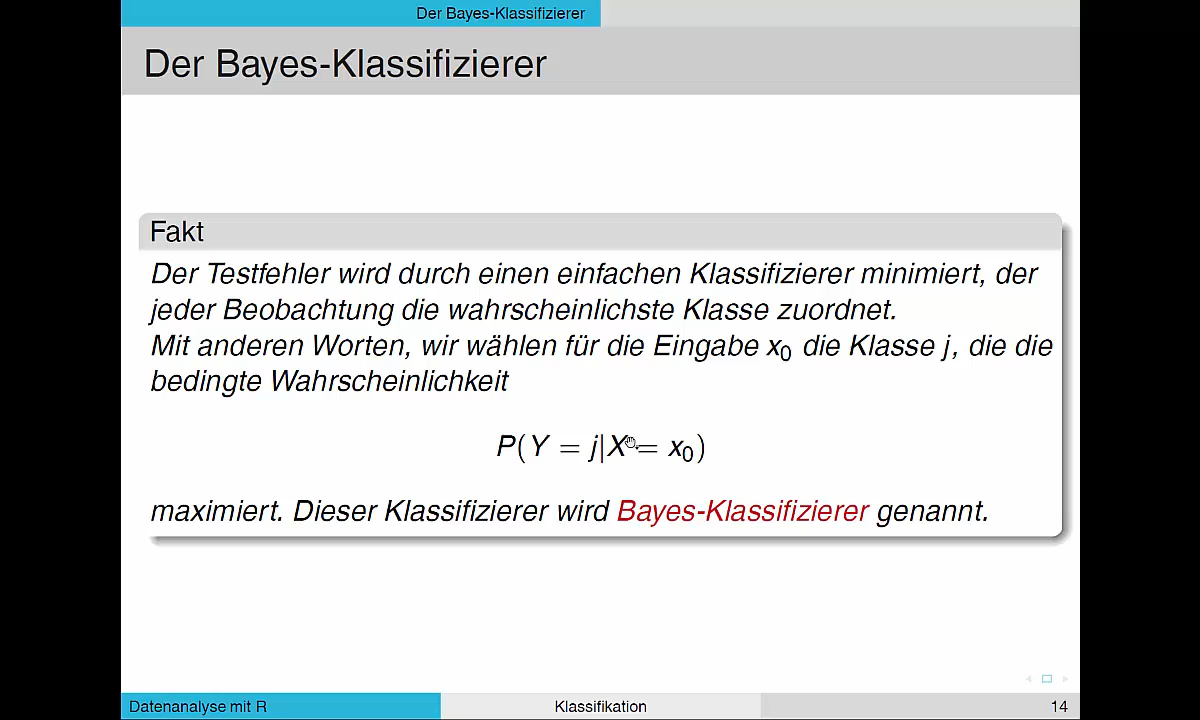 Der Bayes-Klassifizierer
Der Bayes-Klassifizierer
Fakt
Der Testfehler wird durch einen einfachen Klassifizierer minimiert, der
jeder Beobachtung die wahrscheinlichste Klasse zuordnet.
Mit anderen Worten, wir wählen für die Eingabe x₀ die Klasse j, die die
bedingte Wahrscheinlichkeit
P(Y = j|X = x₀)
maximiert. Dieser Klassifizierer wird Bayes-Klassifizierer genannt.
Datenanalyse mit R
Klassifikation
14